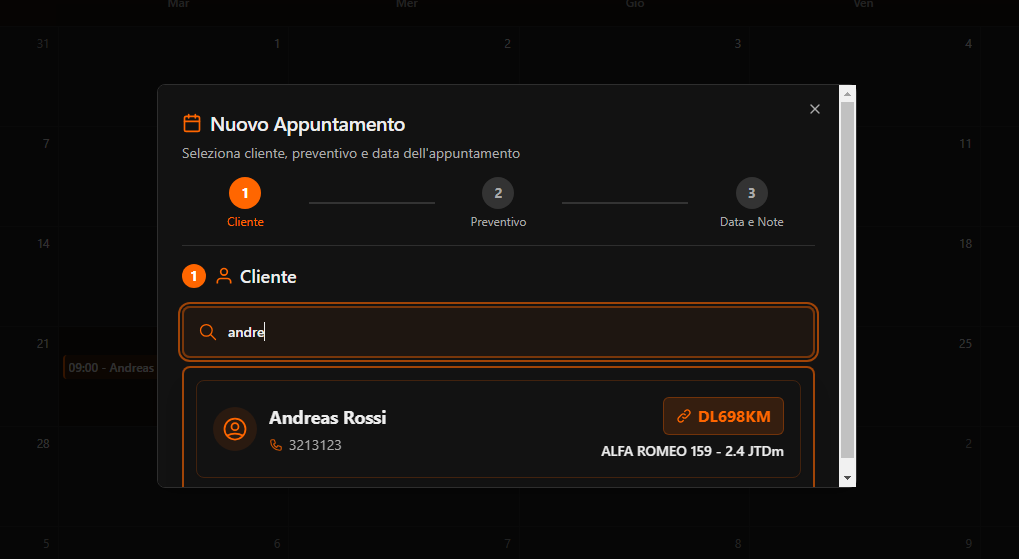 Mar Mer Gio Ven
31 1 2 3 4
Nuovo Appuntamento
Seleziona cliente, preventivo e data dell'appuntamento
7 11
1 2 3
Cliente Preventivo Data e Note
14 18
1 Cliente
andre
21 25
09:00 - Andreas
Andreas Rossi
DL698KM
3213123
ALFA ROMEO 159 - 2.4 JTDm
28 2
5 6 7 8 9